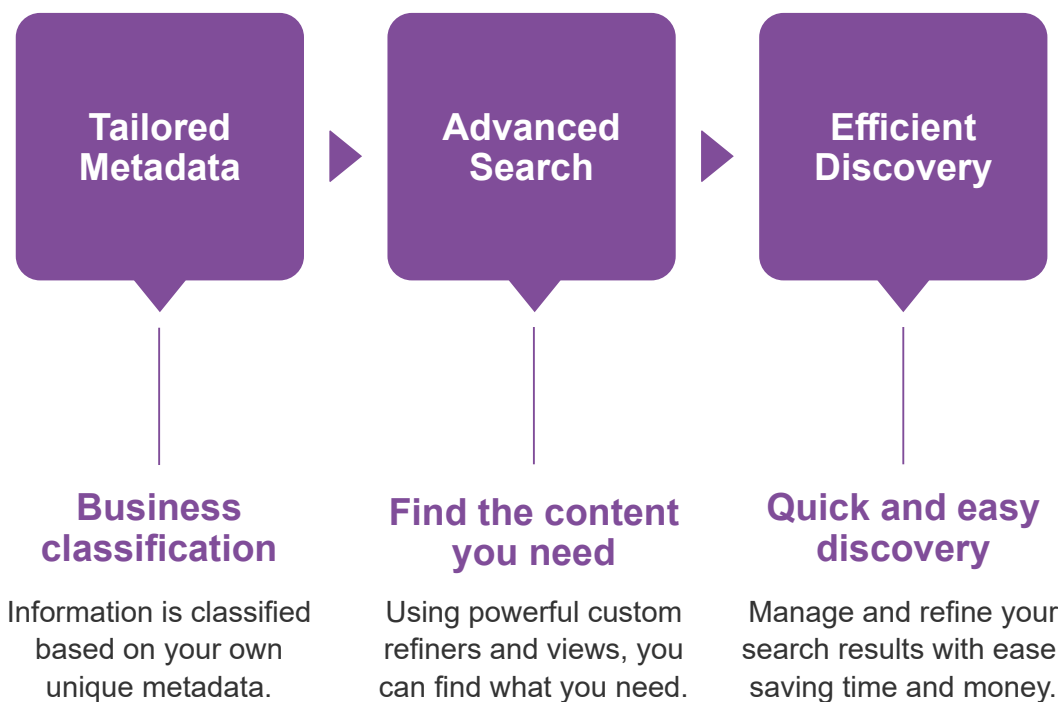 Tailored
Metadata
Advanced
Search
Efficient
Discovery
Business
classification
Information is classified
based on your own
unique metadata.
Find the content
you need
Using powerful custom
refiners and views, you
can find what you need.
Quick and easy
discovery
Manage and refine your
search results with ease
saving time and money.